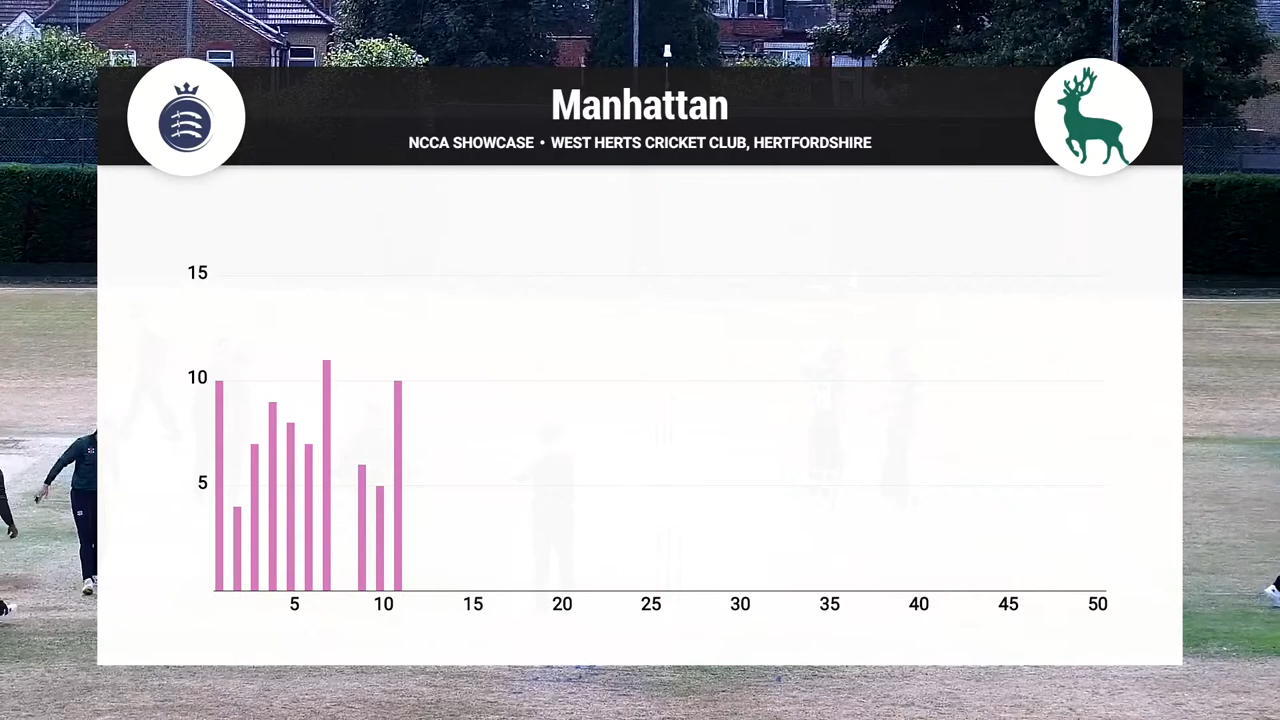 Manhattan
NCCA SHOWCASE • WEST HERTS CRICKET CLUB, HERTFORDSHIRE
15
10
5
5 10 15 20 25 30 35 40 45 50